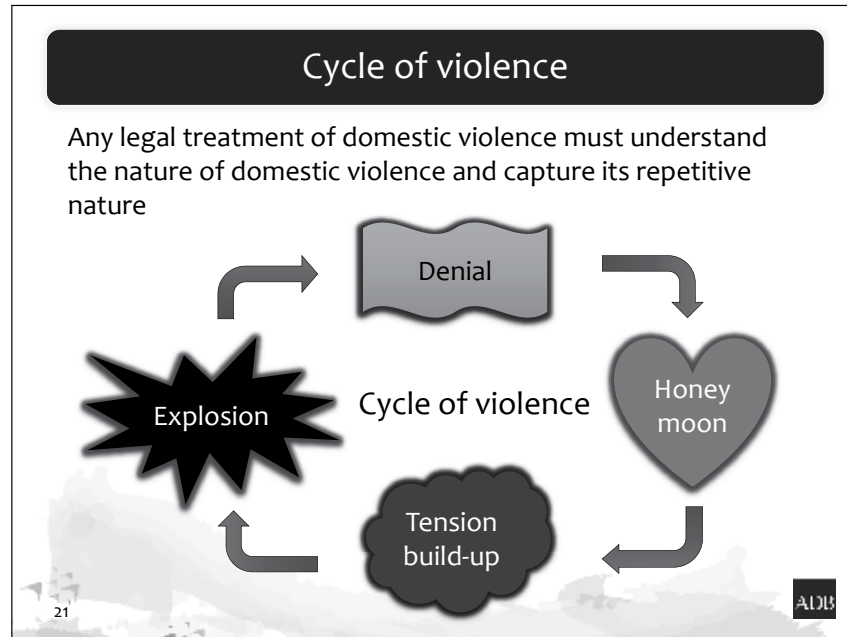 Cycle of violence
Any legal treatment of domestic violence must understand
the nature of domestic violence and capture its repetitive
nature
Denial
Explosion
Cycle of violence
Honey
moon
Tension
build-up
21
ADB